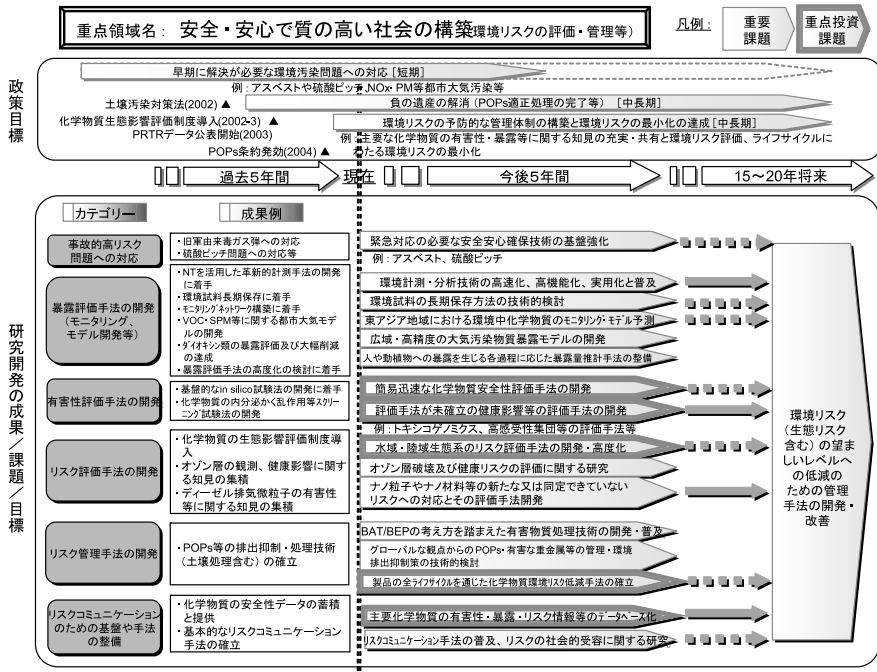 重点領域名： 安全・安心で質の高い社会の構築(環境リスクの評価・管理等)
凡例：
重要
課題
重点投資
課題
政策目標
早期に解決が必要な環境汚染問題への対応 [短期]
例：アスベストや硫酸ピッチ、NOx・PM等都市大気汚染等
土壌汚染対策法(2002) ▲
負の遺産の解消 (POPs適正処理の完了等) ［中長期］
化学物質生態影響評価制度導入(2002-3) ▲
環境リスクの予防的な管理体制の構築と環境リスクの最小化の達成［中長期］
PRTRデータ公表開始(2003)
例：主要な化学物質の有害性・暴露等に関する知見の充実・共有と環境リスク評価、ライフサイクルに
わたる環境リスクの最小化
POPs条約発効(2004) ▲
過去5年間
現在
今後5年間
15～20年将来
研究開発の成果／課題／目標
カテゴリー
成果例
事故的高リスク
問題への対応
・旧軍由来毒ガス弾への対応
・硫酸ピッチ問題への対応等
緊急対応の必要な安全安心確保技術の基盤強化
例：アスベスト、硫酸ピッチ
暴露評価手法の開発
(モニタリング、
モデル開発等)
・NTを活用した革新的計測手法の開発
に着手
・環境試料長期保存に着手
・モニタリングネットワーク構築に着手
・VOC・SPM等に関する都市大気モデ
ルの開発
・ダイオキシン類の暴露評価及び大幅削減
の達成
・暴露評価手法の高度化の検討に着手
環境計測・分析技術の高速化、高機能化、実用化と普及
環境試料の長期保存方法の技術的検討
東アジア地域における環境中化学物質のモニタリング・モデル予測
広域・高精度の大気汚染物質暴露モデルの開発
人や動植物への暴露を生じる各過程に応じた暴露量推計手法の整備
有害性評価手法の開発
・基盤的なin silico試験法の開発に着手
・化学物質の内分泌かく乱作用等スクリー
ニング試験法の開発
簡易迅速な化学物質安全性評価手法の開発
評価手法が未確立の健康影響等の評価手法の開発
例：トキシコゲノミクス、高感受性集団等の評価手法等
リスク評価手法の開発
・化学物質の生態影響評価制度導
入
・オゾン層の観測、健康影響に関す
る知見の集積
・ディーゼル排気微粒子の有害性
等に関する知見の集積
水域・陸域生態系のリスク評価手法の開発・高度化
オゾン層破壊及び健康リスクの評価に関する研究
ナノ粒子やナノ材料等の新たな又は同定できていない
リスクへの対応とその評価手法開発
リスク管理手法の開発
・POPs等の排出抑制・処理技術
(土壌処理含む)の確立
BAT/BEPの考え方を踏まえた有害物質処理技術の開発・普及
グローバルな観点からのPOPs・有害な重金属等の管理・環境
排出抑制策の技術的検討
製品の全ライフサイクルを通じた化学物質環境リスク低減手法の確立
リスクコミュニケーション
のための基盤や手法
の整備
・化学物質の安全性データの蓄積
と提供
・基本的なリスクコミュニケーション
手法の確立
主要化学物質の有害性・暴露・リスク情報等のデータベース化
リスクコミュニケーション手法の普及、リスクの社会的受容に関する研究
環境リスク
(生態リスク
含む)の望ま
しいレベルへ
の低減の
ための管理
手法の開発・
改善